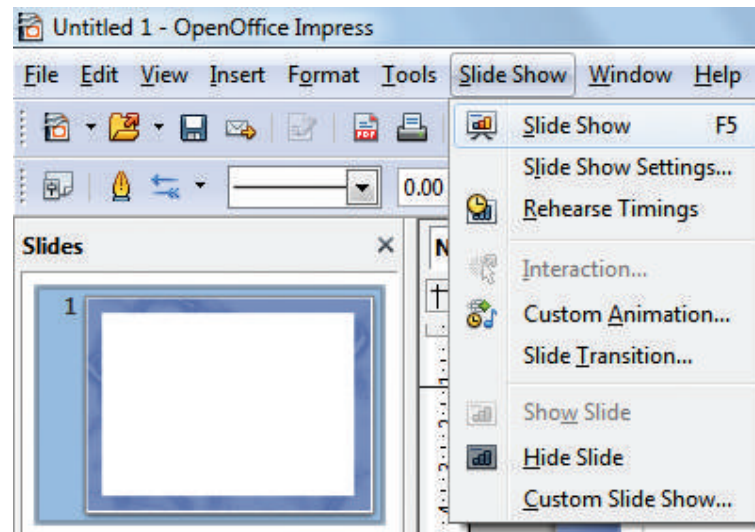 Untitled 1 - OpenOffice Impress
File Edit View Insert Format Tools Slide Show Window Help
0.00
Slides
1
N
Slide Show F5
Slide Show Settings...
Rehearse Timings
Interaction...
Custom Animation...
Slide Transition...
Show Slide
Hide Slide
Custom Slide Show...